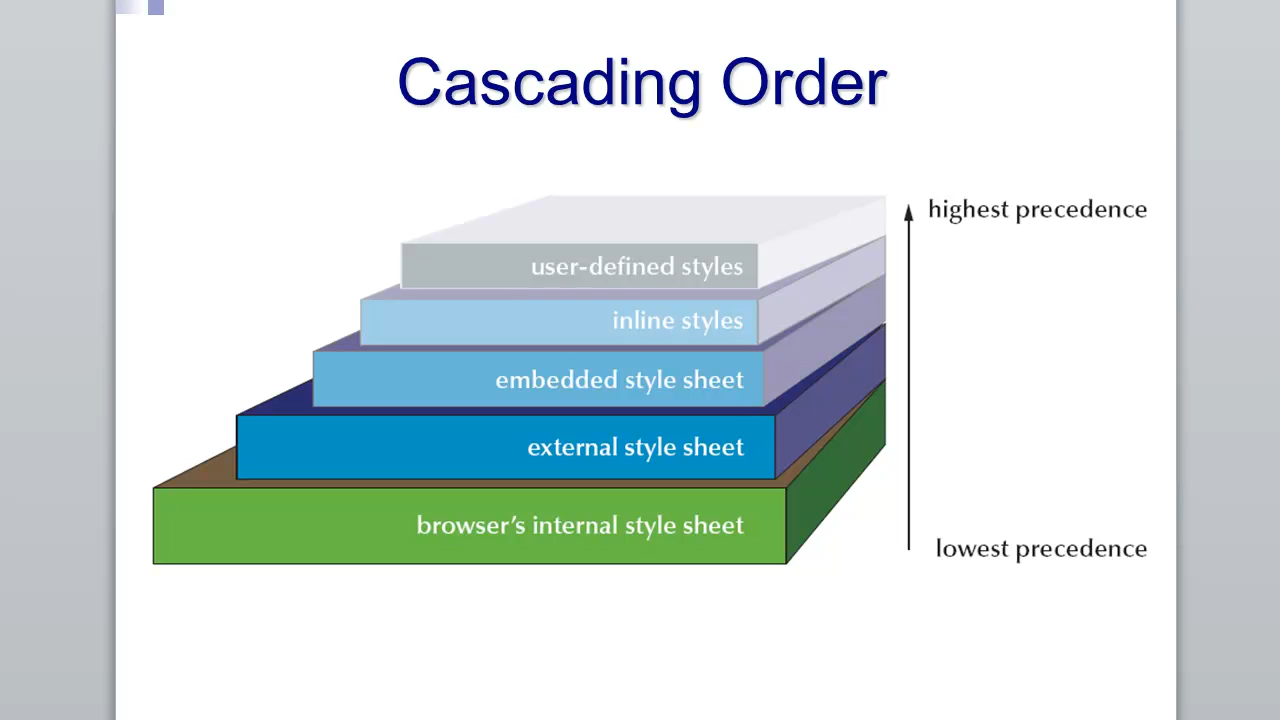 Cascading Order
highest precedence
user-defined styles
inline styles
embedded style sheet
external style sheet
browser’s internal style sheet
lowest precedence